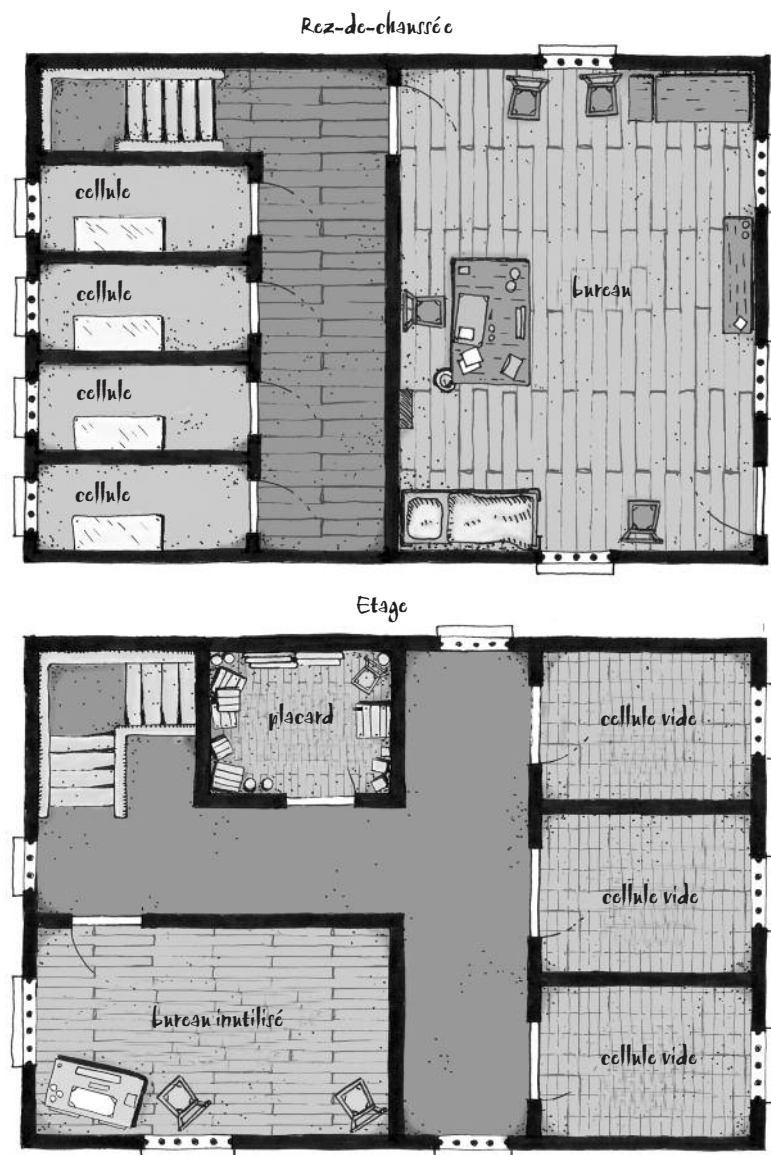 Rez-de-chaussée
cellule
cellule
bureau
cellule
cellule
Etage
placard
cellule vide
cellule vide
bureau inutilisé
cellule vide